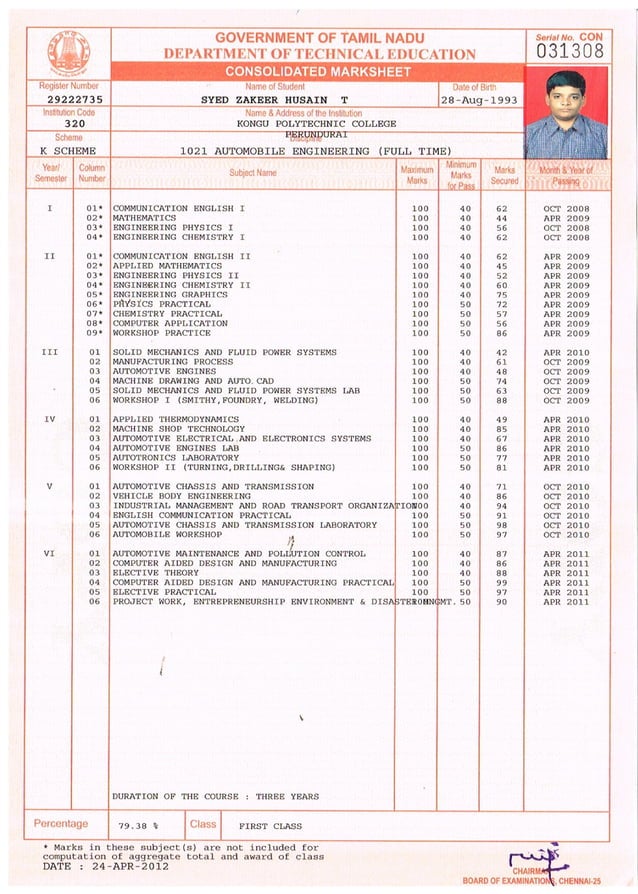 GOVERNMENT OF TAMIL NADU
DEPARTMENT OF TECHNICAL EDUCATION
Serial No. CON
031308
CONSOLIDATED MARKSHEET
Register Number Name of Student Date of Birth
29222735 SYED ZAKEER HUSAIN T 28-Aug-1993
Institution Code Name & Address of the Institution
320 KONGU POLYTECHNIC COLLEGE
PERUNDURAI
Scheme Discipline
K SCHEME 1021 AUTOMOBILE ENGINEERING (FULL TIME)
Year/ Semester Column Number Subject Name Maximum Marks Minimum Marks for Pass Marks Secured Month & Year of Passing
I 01* COMMUNICATION ENGLISH I 100 40 62 OCT 2008
02* MATHEMATICS 100 40 44 APR 2009
03* ENGINEERING PHYSICS I 100 40 56 OCT 2008
04* ENGINEERING CHEMISTRY I 100 40 62 OCT 2008
II 01* COMMUNICATION ENGLISH II 100 40 62 APR 2009
02* APPLIED MATHEMATICS 100 40 45 APR 2009
03* ENGINEERING PHYSICS II 100 40 52 APR 2009
04* ENGINEERING CHEMISTRY II 100 40 60 APR 2009
05* ENGINEERING GRAPHICS 100 40 75 APR 2009
06* PHYSICS PRACTICAL 100 50 72 APR 2009
07* CHEMISTRY PRACTICAL 100 50 57 APR 2009
08* COMPUTER APPLICATION 100 50 56 APR 2009
09* WORKSHOP PRACTICE 100 50 86 APR 2009
III 01 SOLID MECHANICS AND FLUID POWER SYSTEMS 100 40 42 APR 2010
02 MANUFACTURING PROCESS 100 40 61 OCT 2009
03 AUTOMOTIVE ENGINES 100 40 48 OCT 2009
04 MACHINE DRAWING AND AUTO CAD 100 50 74 OCT 2009
05 SOLID MECHANICS AND FLUID POWER SYSTEMS LAB 100 50 63 OCT 2009
06 WORKSHOP I (SMITHY,FOUNDRY, WELDING) 100 50 88 OCT 2009
IV 01 APPLIED THERMODYNAMICS 100 40 49 APR 2010
02 MACHINE SHOP TECHNOLOGY 100 40 85 APR 2010
03 AUTOMOTIVE ELECTRICAL AND ELECTRONICS SYSTEMS 100 40 67 APR 2010
04 AUTOMOTIVE ENGINES LAB 100 50 86 APR 2010
05 AUTOTRONICS LABORATORY 100 50 77 APR 2010
06 WORKSHOP II (TURNING,DRILLING& SHAPING) 100 50 81 APR 2010
V 01 AUTOMOTIVE CHASSIS AND TRANSMISSION 100 40 71 OCT 2010
02 VEHICLE BODY ENGINEERING 100 40 86 OCT 2010
03 INDUSTRIAL MANAGEMENT AND ROAD TRANSPORT ORGANIZATION 100 40 94 OCT 2010
04 ENGLISH COMMUNICATION PRACTICAL 100 50 91 OCT 2010
05 AUTOMOTIVE CHASSIS AND TRANSMISSION LABORATORY 100 50 98 OCT 2010
06 AUTOMOBILE WORKSHOP 100 50 97 OCT 2010
VI 01 AUTOMOTIVE MAINTENANCE AND POLLUTION CONTROL 100 40 87 APR 2011
02 COMPUTER AIDED DESIGN AND MANUFACTURING 100 40 86 APR 2011
03 ELECTIVE THEORY 100 40 88 APR 2011
04 COMPUTER AIDED DESIGN AND MANUFACTURING PRACTICAL 100 50 99 APR 2011
05 ELECTIVE PRACTICAL 100 50 97 APR 2011
06 PROJECT WORK, ENTREPRENEURSHIP ENVIRONMENT & DISASTER MNGMT. 100 50 90 APR 2011
DURATION OF THE COURSE : THREE YEARS
Percentage 79.38 % Class FIRST CLASS
* Marks in these subject(s) are not included for
computation of aggregate total and award of class
DATE : 24-APR-2012
CHAIRMAN
BOARD OF EXAMINATIONS, CHENNAI-25